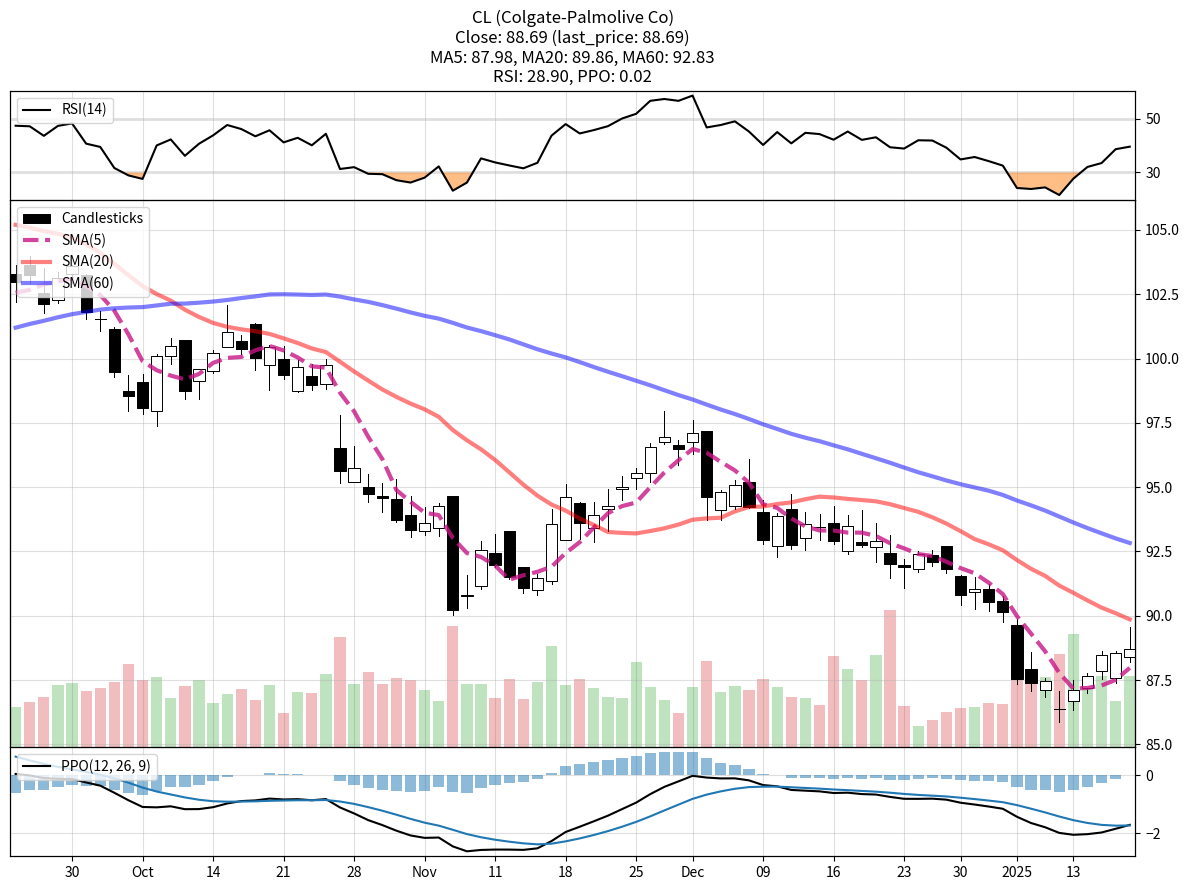 CL (Colgate-Palmolive Co)
Close: 88.69 (last_price: 88.69)
MA5: 87.98, MA20: 89.86, MA60: 92.83
RSI: 28.90, PPO: 0.02
RSI(14)
50
30
Candlesticks
SMA(5)
SMA(20)
SMA(60)
105.0
102.5
100.0
97.5
95.0
92.5
90.0
87.5
85.0
PPO(12, 26, 9)
0
−2
30 Oct 14 21 28 Nov 11 18 25 Dec 09 16 23 30 2025 13